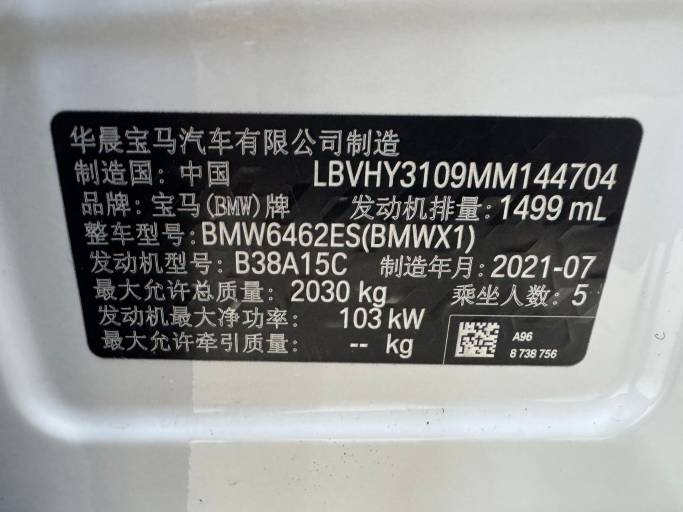 华晨宝马汽车有限公司制造
制造国: 中国 LBVHY3109MM144704
品牌: 宝马(BMW)牌 发动机排量: 1499 mL
整车型号: BMW6462ES(BMWX1)
发动机型号: B38A15C 制造年月: 2021-07
最大允许总质量: 2030 kg 乘坐人数: 5
发动机最大净功率: 103 kW
最大允许牵引质量: -- kg
A96
8 738 756